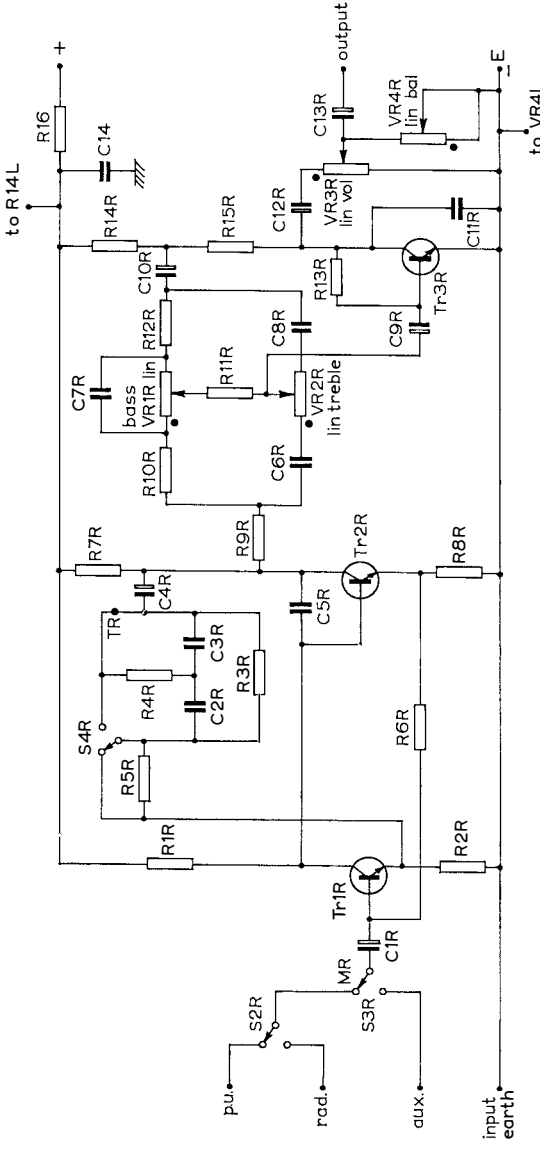 to R14L
+
R16
C14
R14R
R15R
C10R
R12R
C7R
bass
VR1R lin
R10R
R11R
C8R
VR2R
lin treble
C6R
R9R
R7R
C4R
TR
S4R
R4R
C3R
C2R
R3R
R5R
R1R
C5R
Tr2R
R8R
R6R
Tr1R
R2R
C1R
MR
S3R
S2R
p.u.
rad.
aux.
input
earth
R13R
C9R
Tr3R
C11R
C12R
VR3R
lin vol
C13R
output
VR4R
lin bal
E
–
to VR4L